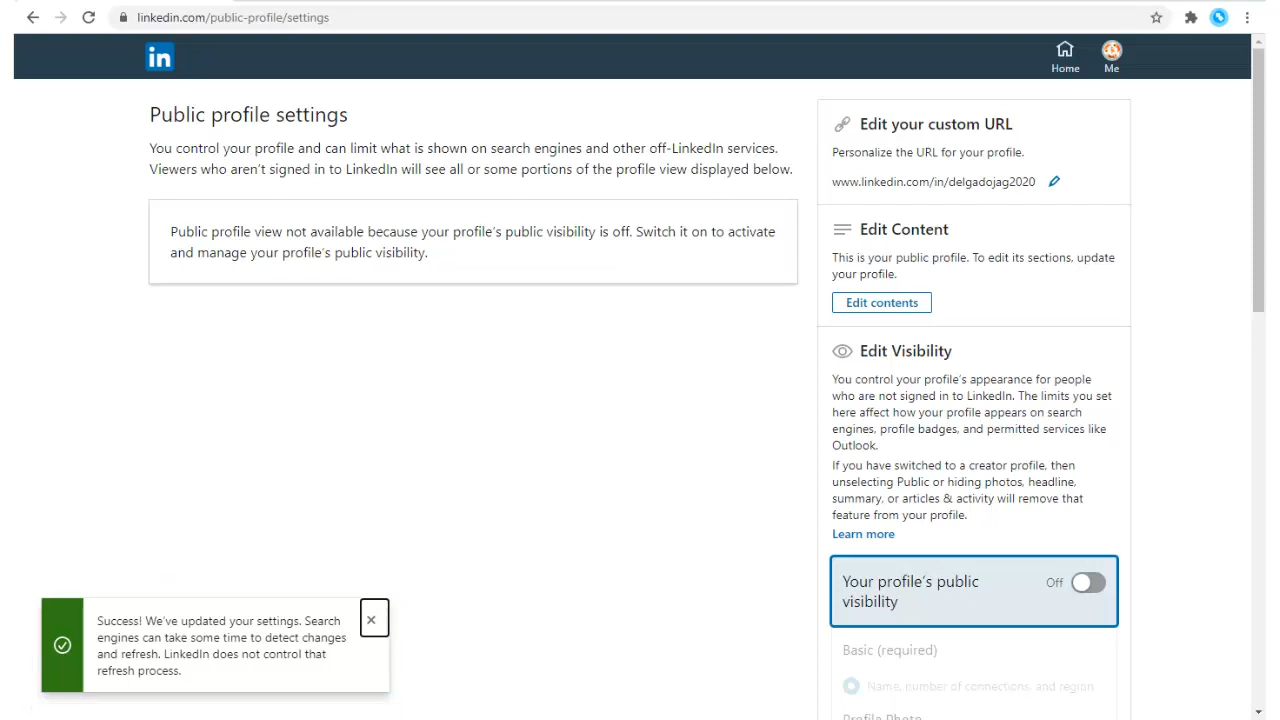 linkedin.com/public-profile/settings
in
Home
Me
Public profile settings
You control your profile and can limit what is shown on search engines and other off-LinkedIn services.
Viewers who aren't signed in to LinkedIn will see all or some portions of the profile view displayed below.
Public profile view not available because your profile's public visibility is off. Switch it on to activate
and manage your profile's public visibility.
Edit your custom URL
Personalize the URL for your profile.
www.linkedin.com/in/delgadojag2020
Edit Content
This is your public profile. To edit its sections, update
your profile.
Edit contents
Edit Visibility
You control your profile's appearance for people
who are not signed in to LinkedIn. The limits you set
here affect how your profile appears on search
engines, profile badges, and permitted services like
Outlook.
If you have switched to a creator profile, then
unselecting Public or hiding photos, headline,
summary, or articles & activity will remove that
feature from your profile.
Learn more
Your profile's public
visibility
Off
Basic (required)
Name, number of connections, and region
Profile Photo
Success! We've updated your settings. Search
engines can take some time to detect changes
and refresh. LinkedIn does not control that
refresh process.